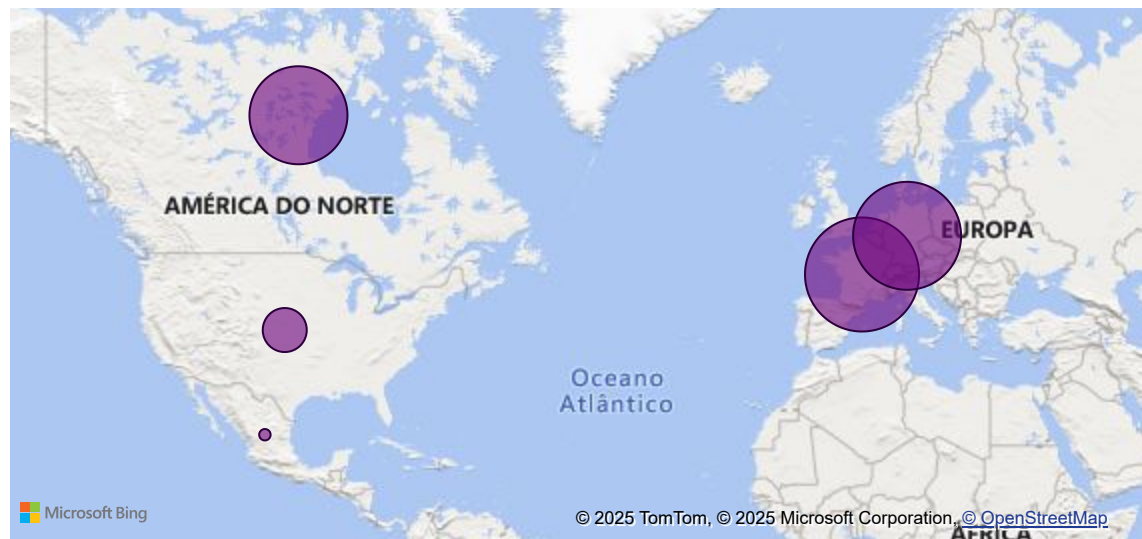 AMÉRICA DO NORTE
EUROPA
Oceano
Atlântico
Microsoft Bing
© 2025 TomTom, © 2025 Microsoft Corporation, © OpenStreetMap
ÁFRICA